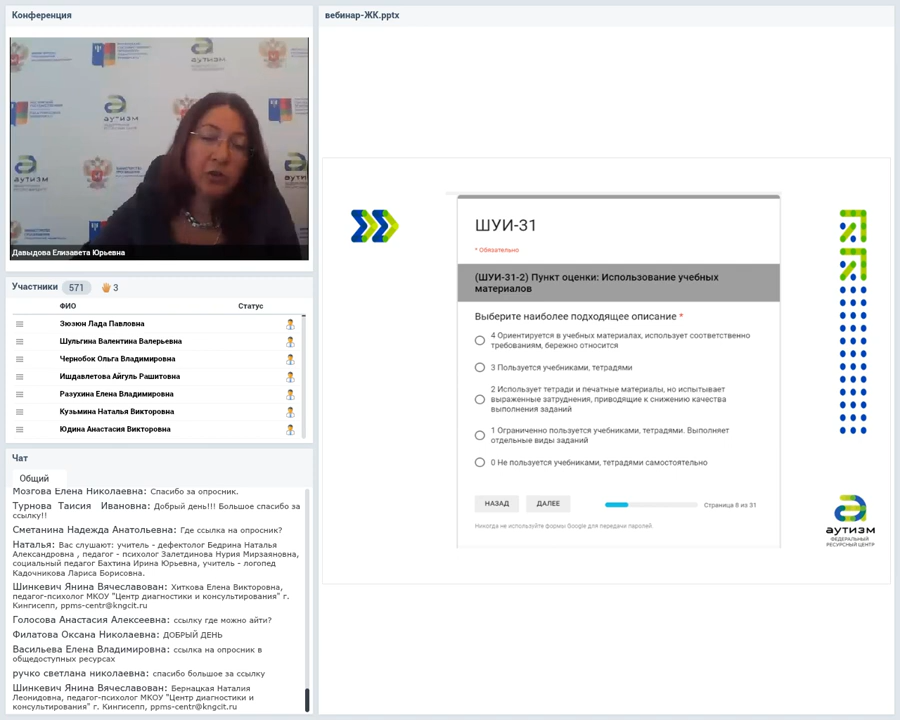 Конференция
аутизм
Давыдова Елизавета Юрьевна
Участники 571 3
ФИО Статус
Зюзюн Лада Павловна
Шульгина Валентина Валерьевна
Чернобок Ольга Владимировна
Ишдавлетова Айгуль Рашитовна
Разухина Елена Владимировна
Кузьмина Наталья Викторовна
Юдина Анастасия Викторовна
Чат
Общий
Мозгова Елена Николаевна: Спасибо за опросник.
Турнова Таисия Ивановна: Добрый день!!! Большое спасибо за
ссылку!!
Сметанина Надежда Анатольевна: Где ссылка на опросник?
Наталья: Вас слушают: учитель - дефектолог Бедрина Наталья
Александровна , педагог - психолог Залетдинова Нурия Мирзаяновна,
социальный педагог Бахтина Ирина Юрьевна, учитель - логопед
Кадочникова Лариса Борисовна.
Шинкевич Янина Вячеславован: Хиткова Елена Викторовна,
педагог-психолог МКОУ "Центр диагностики и консультирования" г.
Кингисепп, ppms-centr@kngcit.ru
Голосова Анастасия Алексеевна: ссылку где можно айти?
Филатова Оксана Николаевна: ДОБРЫЙ ДЕНЬ
Васильева Елена Владимировна: ссылка на опросник в
общедоступных ресурсах
ручко светлана николаевна: спасибо большое за ссылку
Шинкевич Янина Вячеславован: Бернацкая Наталия
Леонидовна, педагог-психолог МКОУ "Центр диагностики и
консультирования" г. Кингисепп, ppms-centr@kngcit.ru
вебинар-ЖК.pptx
ШУИ-31
* Обязательно
(ШУИ-31-2) Пункт оценки: Использование учебных
материалов
Выберите наиболее подходящее описание *
4 Ориентируется в учебных материалах, использует соответственно
требованиям, бережно относится
3 Пользуется учебниками, тетрадями
2 Использует тетради и печатные материалы, но испытывает
выраженные затруднения, приводящие к снижению качества
выполнения заданий
1 Ограниченно пользуется учебниками, тетрадями. Выполняет
отдельные виды заданий
0 Не пользуется учебниками, тетрадями самостоятельно
НАЗАД ДАЛЕЕ Страница 8 из 31
Никогда не используйте формы Google для передачи паролей.
аутизм
ФЕДЕРАЛЬНЫЙ
РЕСУРСНЫЙ ЦЕНТР